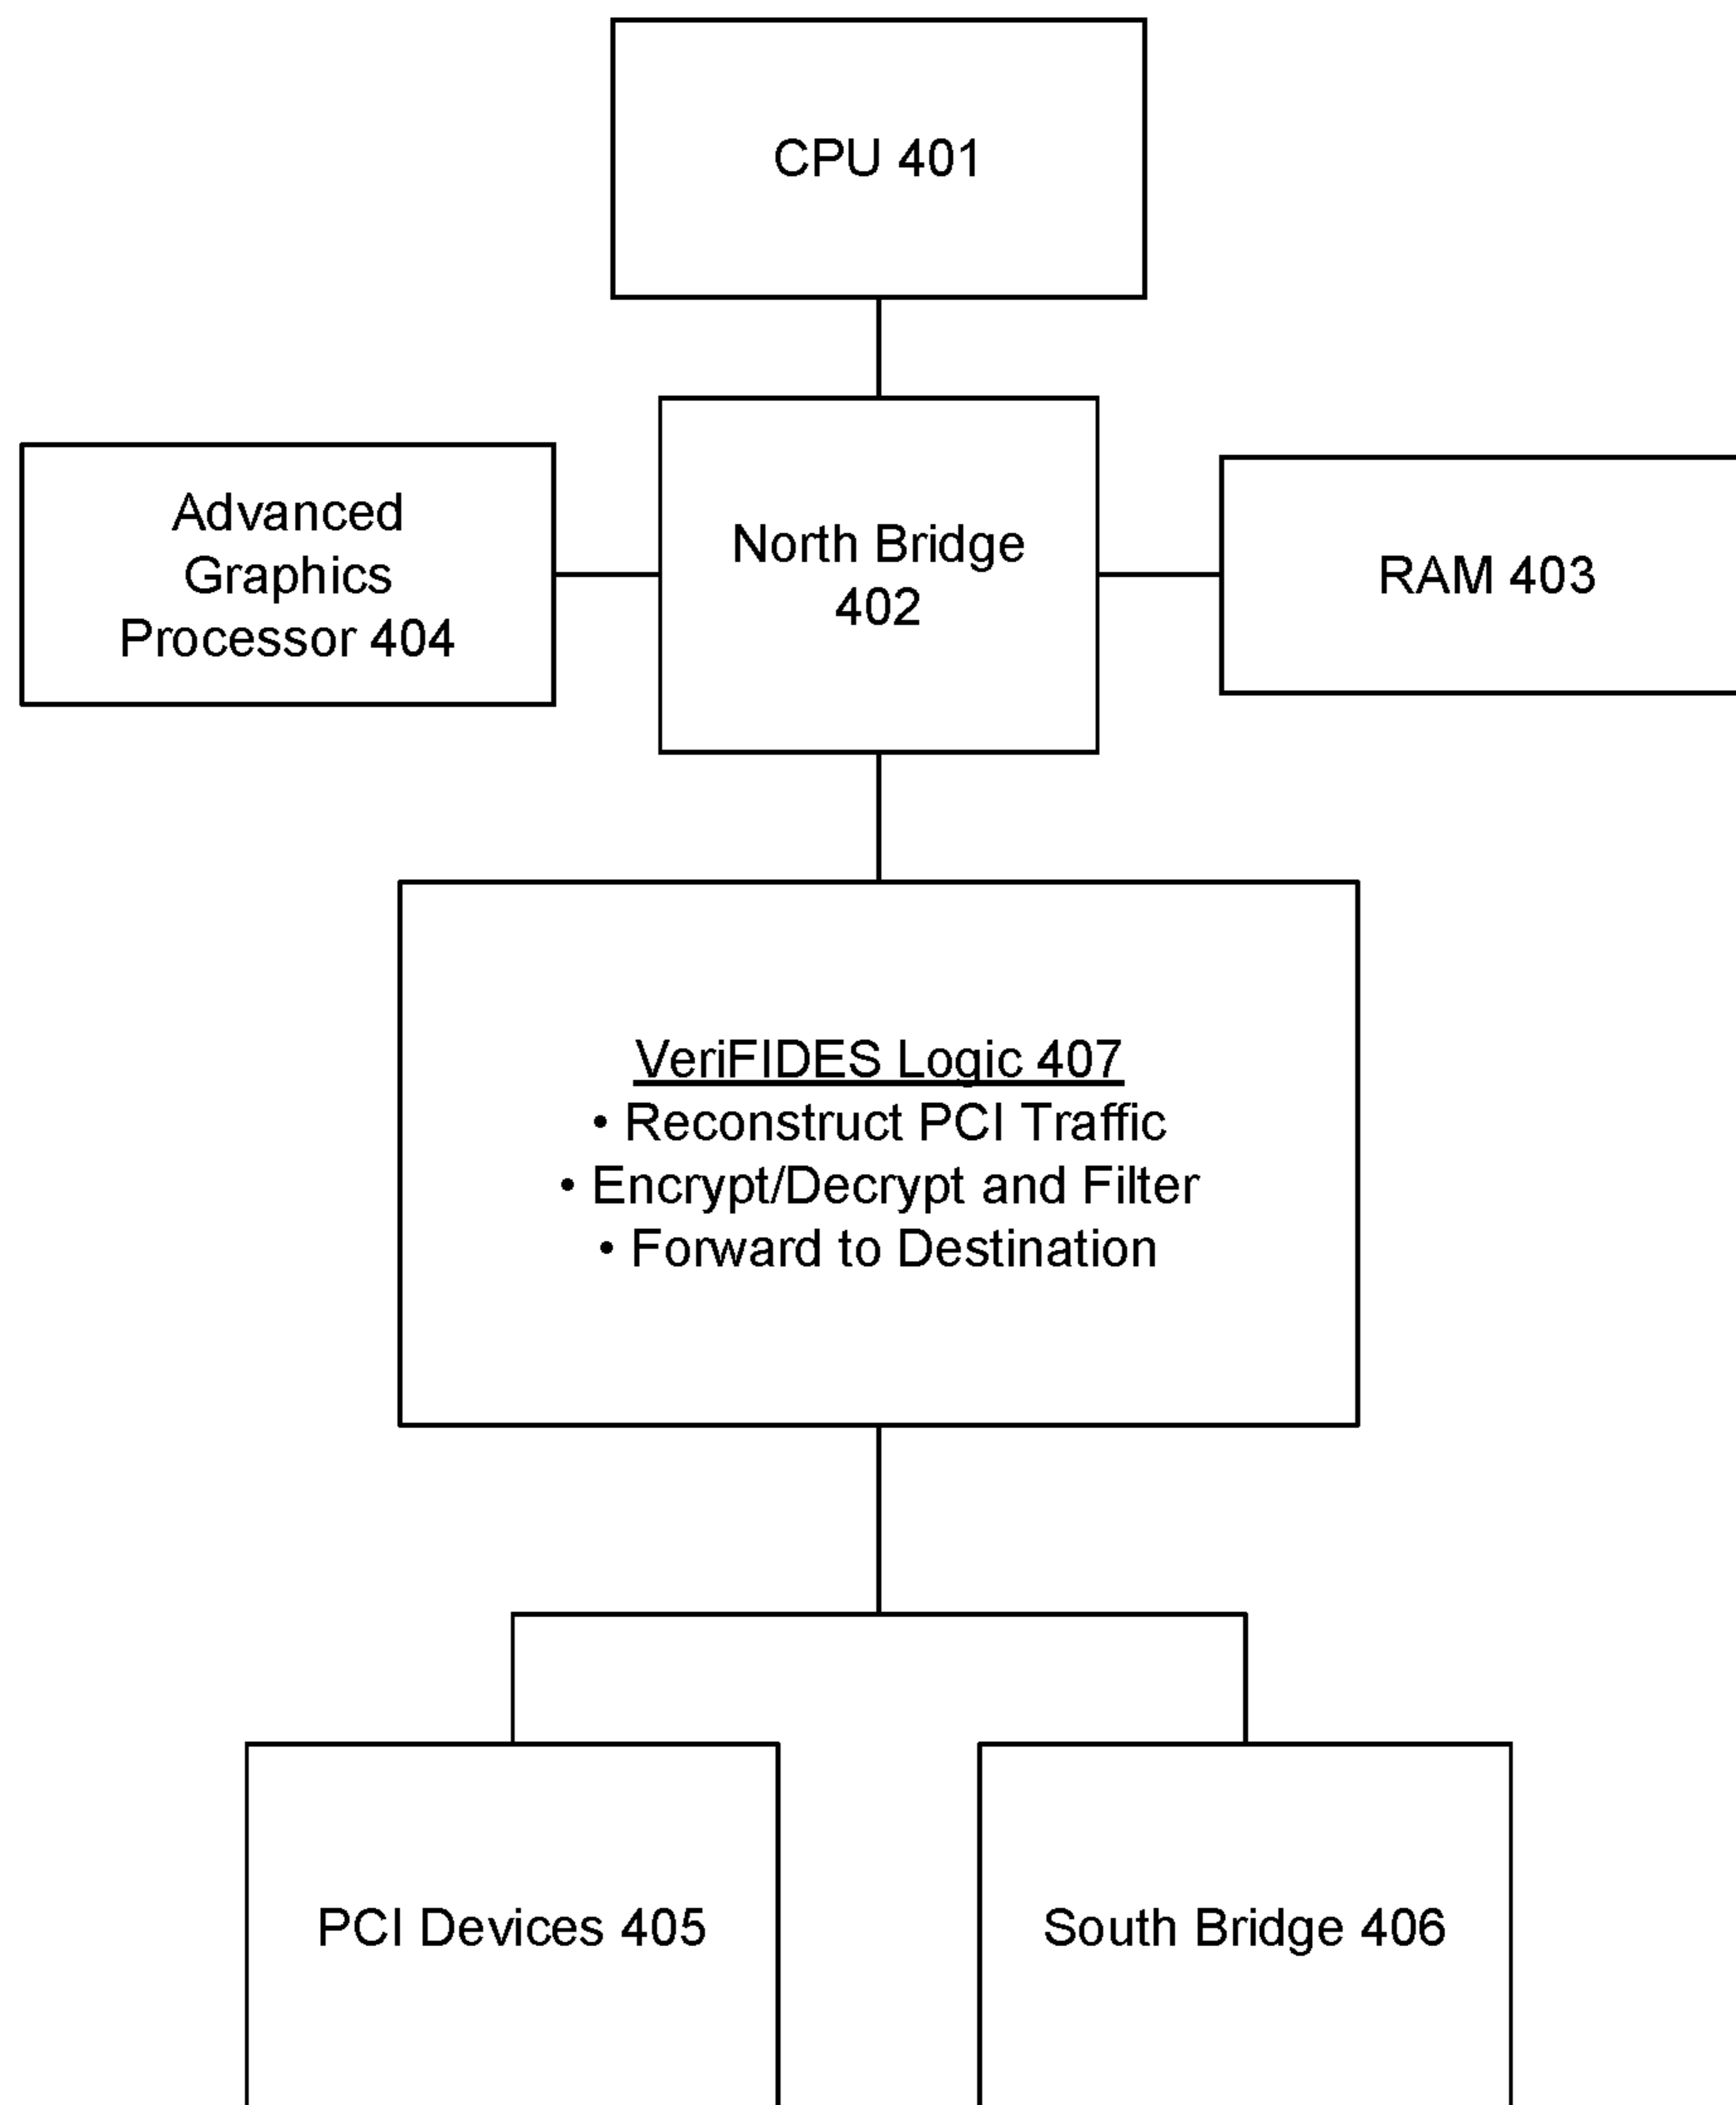 CPU 401
Advanced
Graphics
Processor 404
North Bridge
402
RAM 403
VeriFIDES Logic 407
• Reconstruct PCI Traffic
• Encrypt/Decrypt and Filter
• Forward to Destination
PCI Devices 405
South Bridge 406